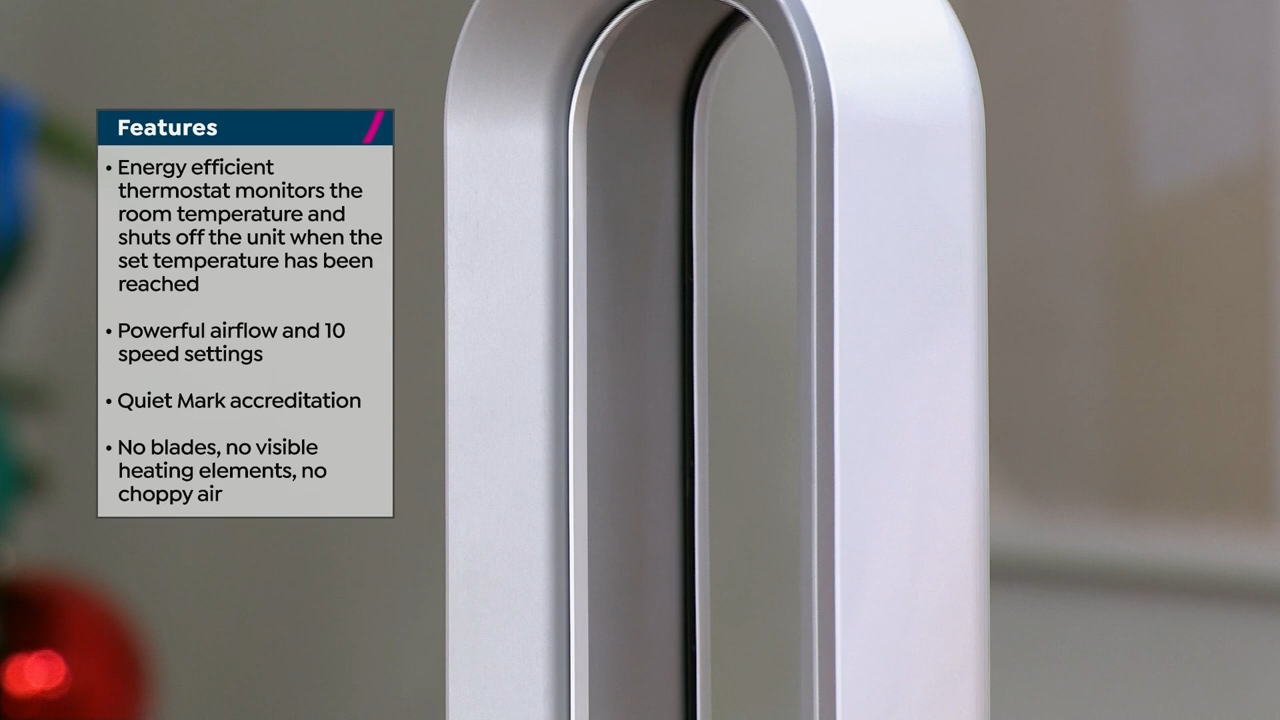 Features
• Energy efficient
thermostat monitors the
room temperature and
shuts off the unit when the
set temperature has been
reached
• Powerful airflow and 10
speed settings
• Quiet Mark accreditation
• No blades, no visible
heating elements, no
choppy air